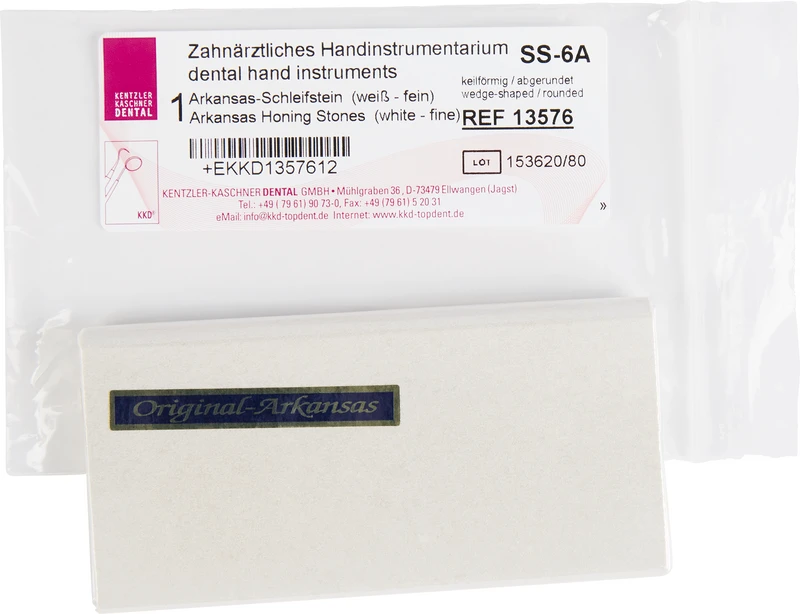 KENTZLER
KASCHNER
DENTAL
Zahnärztliches Handinstrumentarium
dental hand instruments
SS-6A
keilförmig / abgerundet
wedge-shaped / rounded
1 Arkansas-Schleifstein (weiß - fein)
Arkansas Honing Stones (white - fine)
REF 13576
+EKKD1357612
LOT 153620/80
KKD®
KENTZLER-KASCHNER DENTAL GMBH • Mühlgraben 36, D-73479 Ellwangen (Jagst)
Tel.: +49 ( 79 61) 90 73-0, Fax: +49 (79 61) 5 20 31
eMail: info@kkd-topdent.de Internet: www.kkd-topdent.de
»
Original-Arkansas